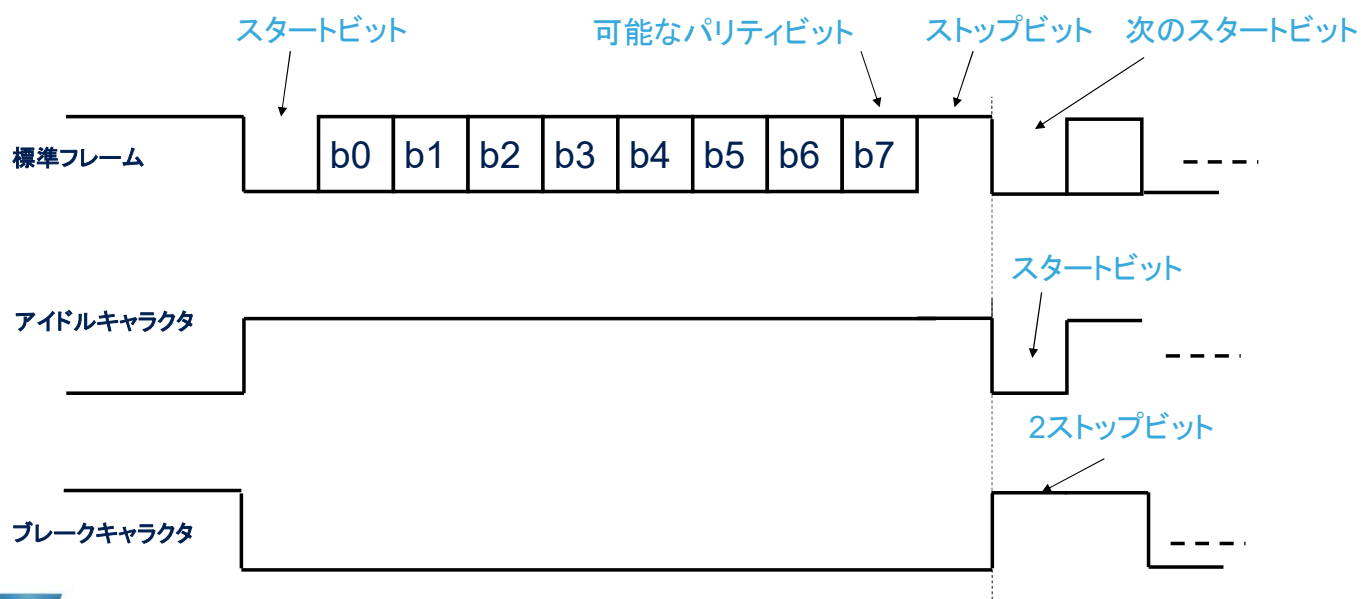 スタートビット
可能なパリティビット
ストップビット
次のスタートビット
標準フレーム
b0 b1 b2 b3 b4 b5 b6 b7
スタートビット
アイドルキャラクタ
2ストップビット
ブレークキャラクタ